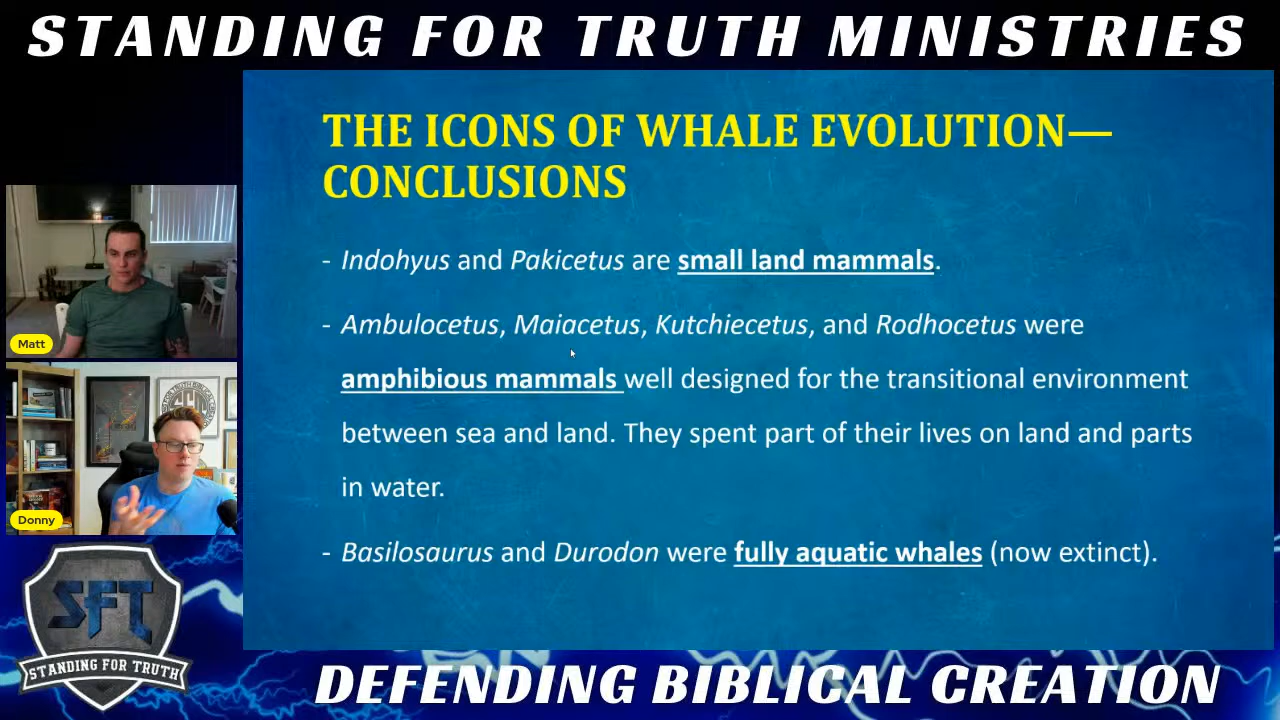 STANDING FOR TRUTH MINISTRIES
THE ICONS OF WHALE EVOLUTION—
CONCLUSIONS
- Indohyus and Pakicetus are small land mammals.
- Ambulocetus, Maiacetus, Kutchiecetus, and Rodhocetus were
amphibious mammals well designed for the transitional environment
between sea and land. They spent part of their lives on land and parts
in water.
- Basilosaurus and Durodon were fully aquatic whales (now extinct).
Matt
Donny
SFT
STANDING FOR TRUTH
DEFENDING BIBLICAL CREATION